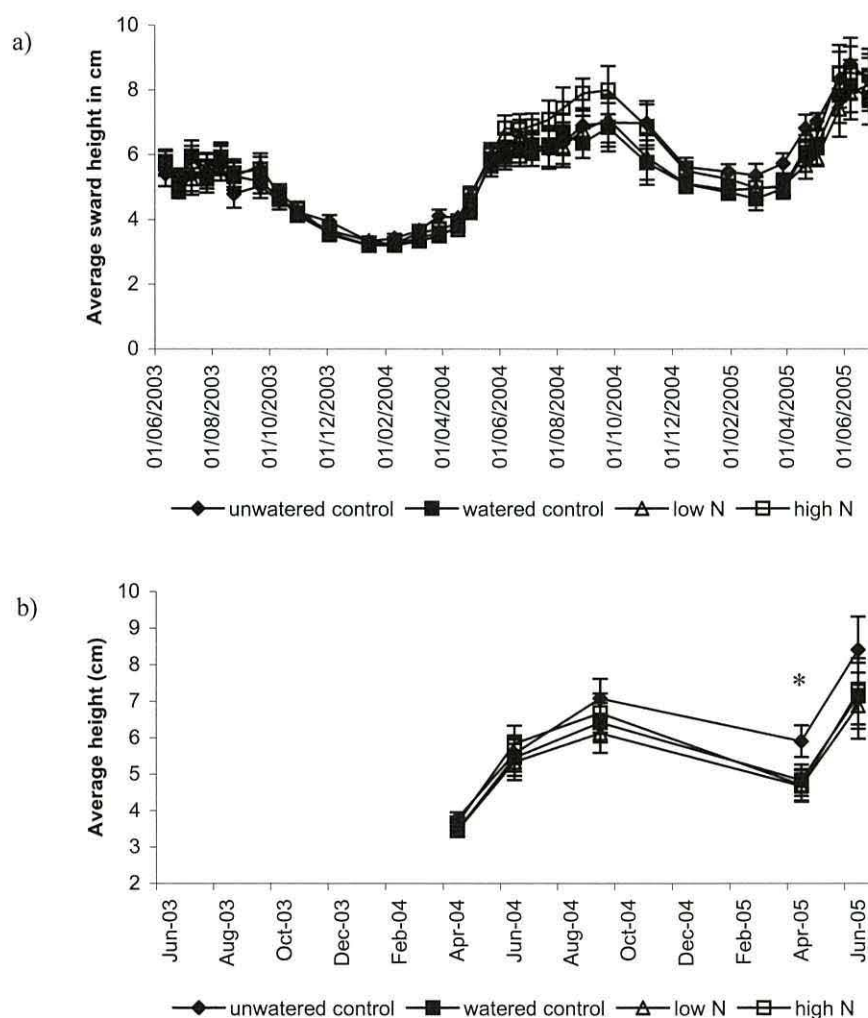 a)
Average sward height in cm
10
8
6
4
2
0
01/06/2003
01/08/2003
01/10/2003
01/12/2003
01/02/2004
01/04/2004
01/06/2004
01/08/2004
01/10/2004
01/12/2004
01/02/2005
01/04/2005
01/06/2005
unwatered control watered control low N high N
b)
Average height (cm)
10
9
8
7
6
5
4
3
2
*
Jun-03
Aug-03
Oct-03
Dec-03
Feb-04
Apr-04
Jun-04
Aug-04
Oct-04
Dec-04
Feb-05
Apr-05
Jun-05
unwatered control watered control low N high N